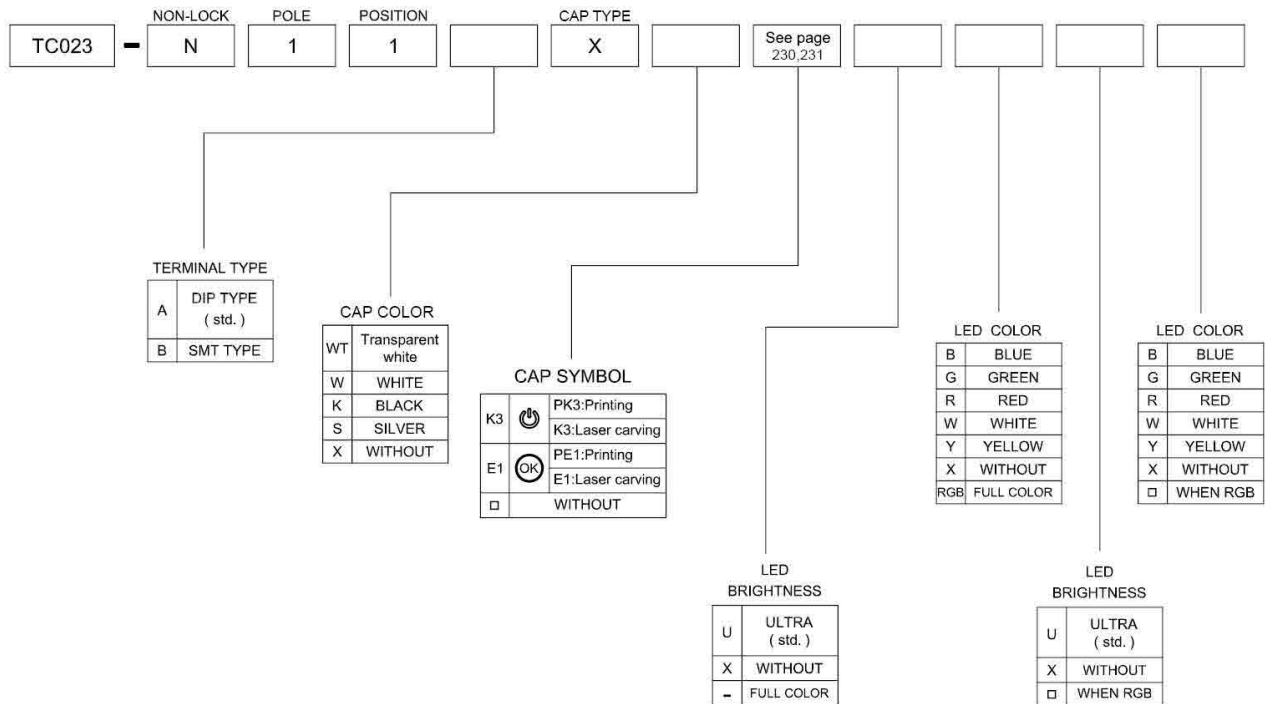 NON-LOCK POLE POSITION CAP TYPE
TC023 - N 1 1 X See page
230,231
TERMINAL TYPE
A DIP TYPE
( std. )
B SMT TYPE
CAP COLOR
WT Transparent
white
W WHITE
K BLACK
S SILVER
X WITHOUT
CAP SYMBOL
K3 PK3:Printing
K3:Laser carving
E1 OK PE1:Printing
E1:Laser carving
□ WITHOUT
LED
BRIGHTNESS
U ULTRA
( std. )
X WITHOUT
- FULL COLOR
LED COLOR
B BLUE
G GREEN
R RED
W WHITE
Y YELLOW
X WITHOUT
RGB FULL COLOR
LED
BRIGHTNESS
U ULTRA
( std. )
X WITHOUT
□ WHEN RGB
LED COLOR
B BLUE
G GREEN
R RED
W WHITE
Y YELLOW
X WITHOUT
□ WHEN RGB